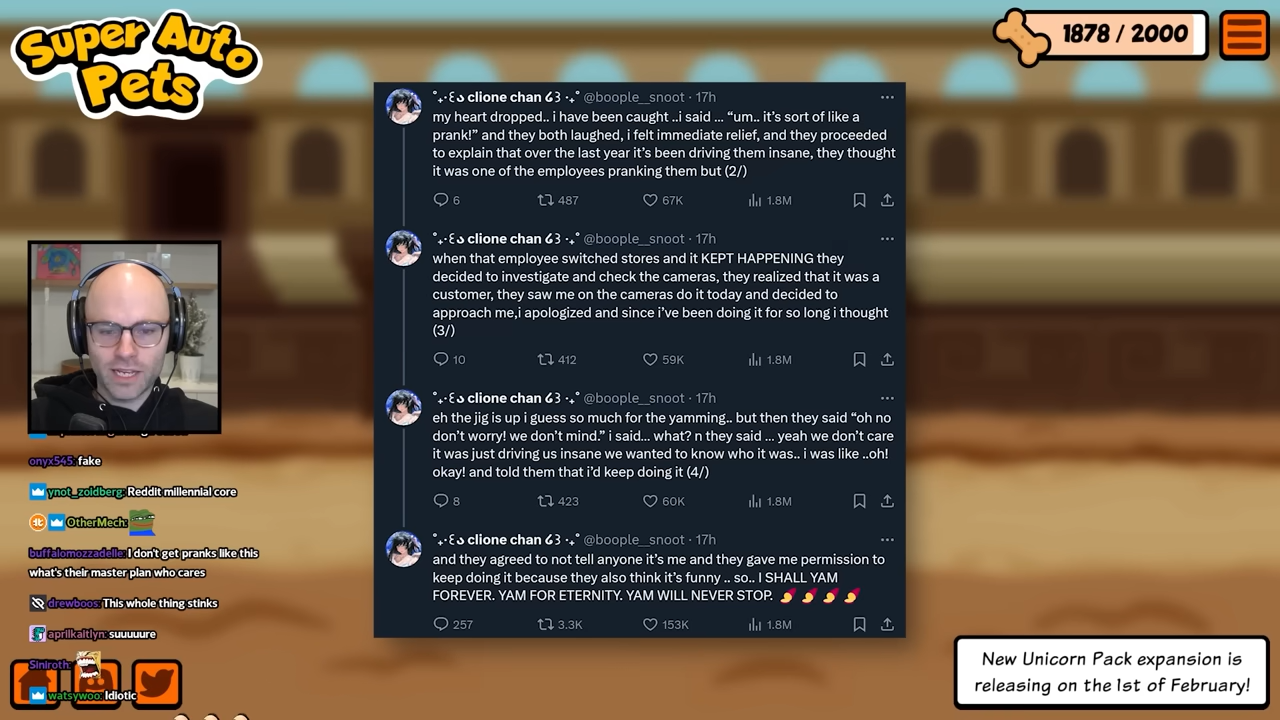 Super Auto
Pets
1878 / 2000
˚₊‧꒰ა clione chan ໒꒱ ‧₊˚ @boople_snoot · 17h
my heart dropped.. i have been caught ..i said ... “um.. it’s sort of like a
prank!” and they both laughed, i felt immediate relief, and they proceeded
to explain that over the last year it’s been driving them insane, they thought
it was one of the employees pranking them but (2/)
6 487 67K 1.8M
˚₊‧꒰ა clione chan ໒꒱ ‧₊˚ @boople_snoot · 17h
when that employee switched stores and it KEPT HAPPENING they
decided to investigate and check the cameras, they realized that it was a
customer, they saw me on the cameras do it today and decided to
approach me,i apologized and since i’ve been doing it for so long i thought
(3/)
10 412 59K 1.8M
˚₊‧꒰ა clione chan ໒꒱ ‧₊˚ @boople_snoot · 17h
eh the jig is up i guess so much for the yamming.. but then they said “oh no
don’t worry! we don’t mind.” i said... what? n they said ... yeah we don’t care
it was just driving us insane we wanted to know who it was.. i was like ..oh!
okay! and told them that i’d keep doing it (4/)
8 423 60K 1.8M
˚₊‧꒰ა clione chan ໒꒱ ‧₊˚ @boople_snoot · 17h
and they agreed to not tell anyone it’s me and they gave me permission to
keep doing it because they also think it’s funny .. so.. I SHALL YAM
FOREVER. YAM FOR ETERNITY. YAM WILL NEVER STOP. 🍠🍠🍠🍠
257 3.3K 153K 1.8M
onyx545: fake
ynot_zoidberg: Reddit millennial core
OtherMech:
buffalomozzadelle: I don't get pranks like this
what's their master plan who cares
drewboos: This whole thing stinks
aprilkaitlyn: suuuuure
Siniroth:
watsywoo: Idiotic
New Unicorn Pack expansion is
releasing on the 1st of February!